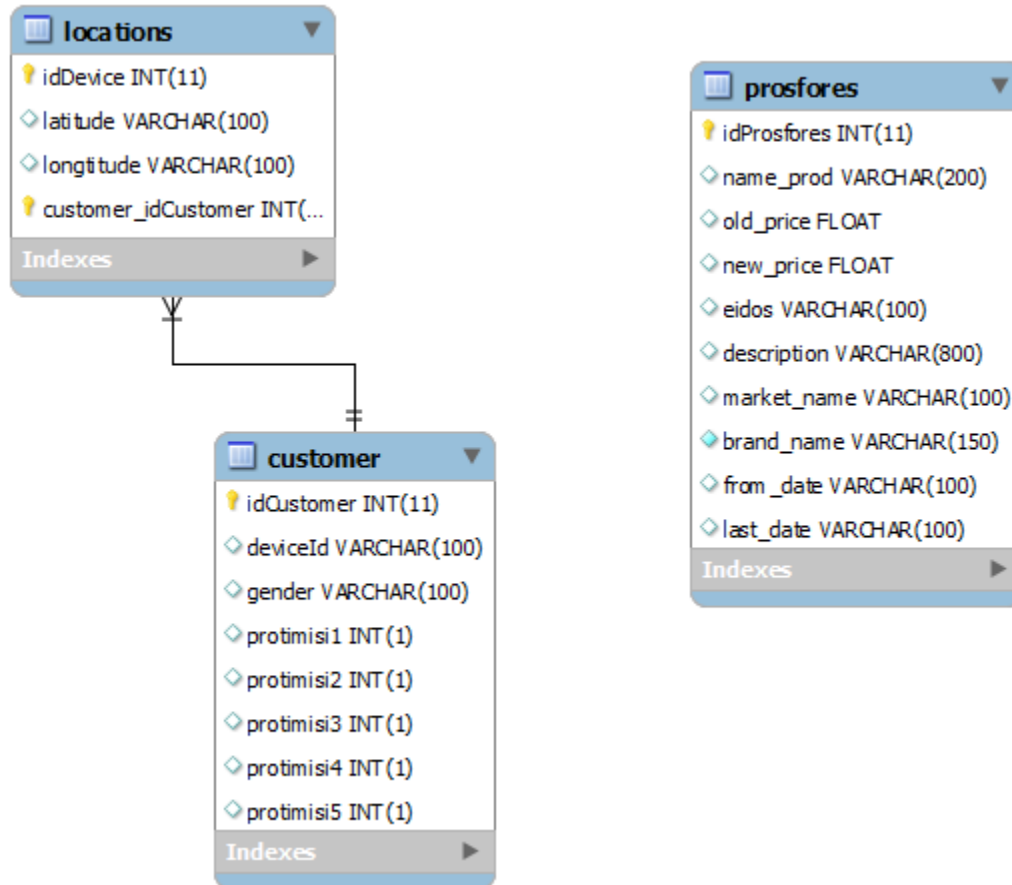 locations
idDevice INT(11)
latitude VARCHAR(100)
longtitude VARCHAR(100)
customer_idCustomer INT(...
Indexes
customer
idCustomer INT(11)
deviceId VARCHAR(100)
gender VARCHAR(100)
protimisi1 INT(1)
protimisi2 INT(1)
protimisi3 INT(1)
protimisi4 INT(1)
protimisi5 INT(1)
Indexes
prosfores
idProsfores INT(11)
name_prod VARCHAR(200)
old_price FLOAT
new_price FLOAT
eidos VARCHAR(100)
description VARCHAR(800)
market_name VARCHAR(100)
brand_name VARCHAR(150)
from_date VARCHAR(100)
last_date VARCHAR(100)
Indexes